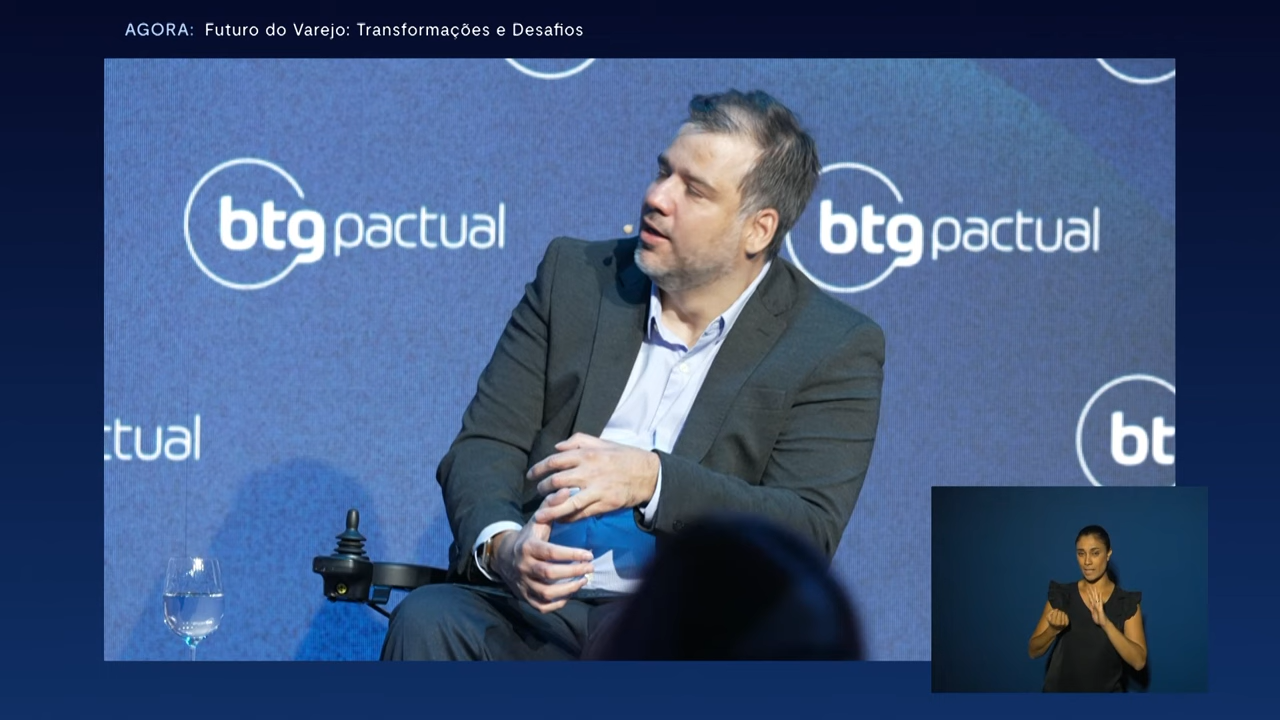 AGORA: Futuro do Varejo: Transformações e Desafios
btg pactual
btg pactual
ctual
bt